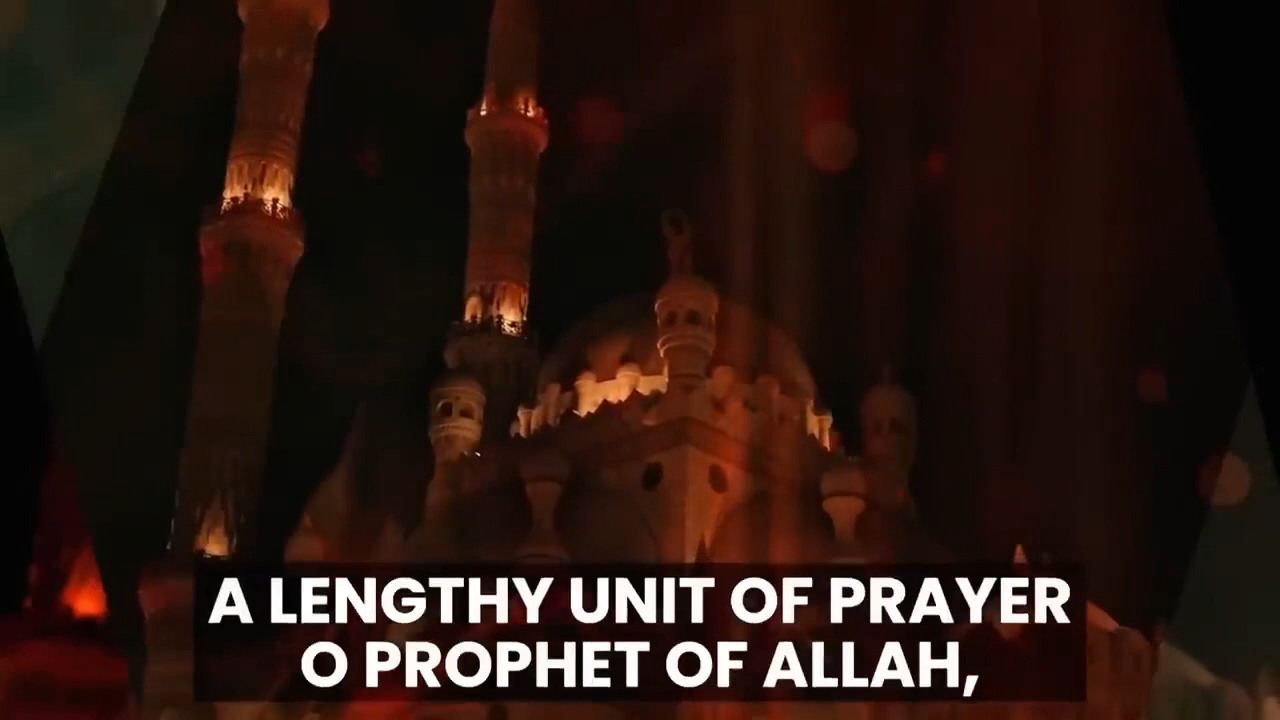 A LENGTHY UNIT OF PRAYER
O PROPHET OF ALLAH,